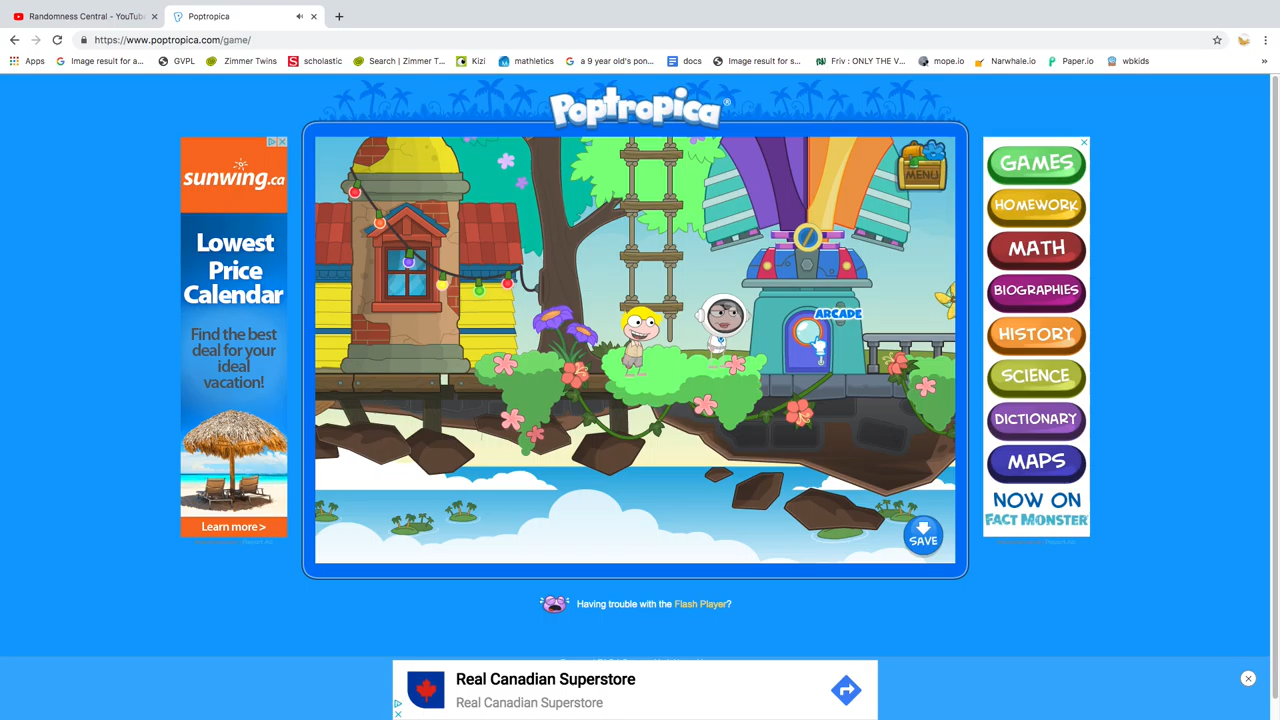 Randomness Central - YouTub
Poptropica
https://www.poptropica.com/game/
Apps
Image result for a...
GVPL
Zimmer Twins
scholastic
Search | Zimmer T...
Kizi
mathletics
a 9 year old's pon...
docs
Image result for s...
Friv : ONLY THE V...
mope.io
Narwhale.io
Paper.io
wbkids
»
Poptropica®
sunwing.ca
Lowest
Price
Calendar
Find the best
deal for your
ideal
vacation!
Learn more >
MENU
ARCADE
SAVE
GAMES
HOMEWORK
MATH
BIOGRAPHIES
HISTORY
SCIENCE
DICTIONARY
MAPS
NOW ON
FACT MONSTER
Having trouble with the Flash Player?
Real Canadian Superstore
Real Canadian Superstore